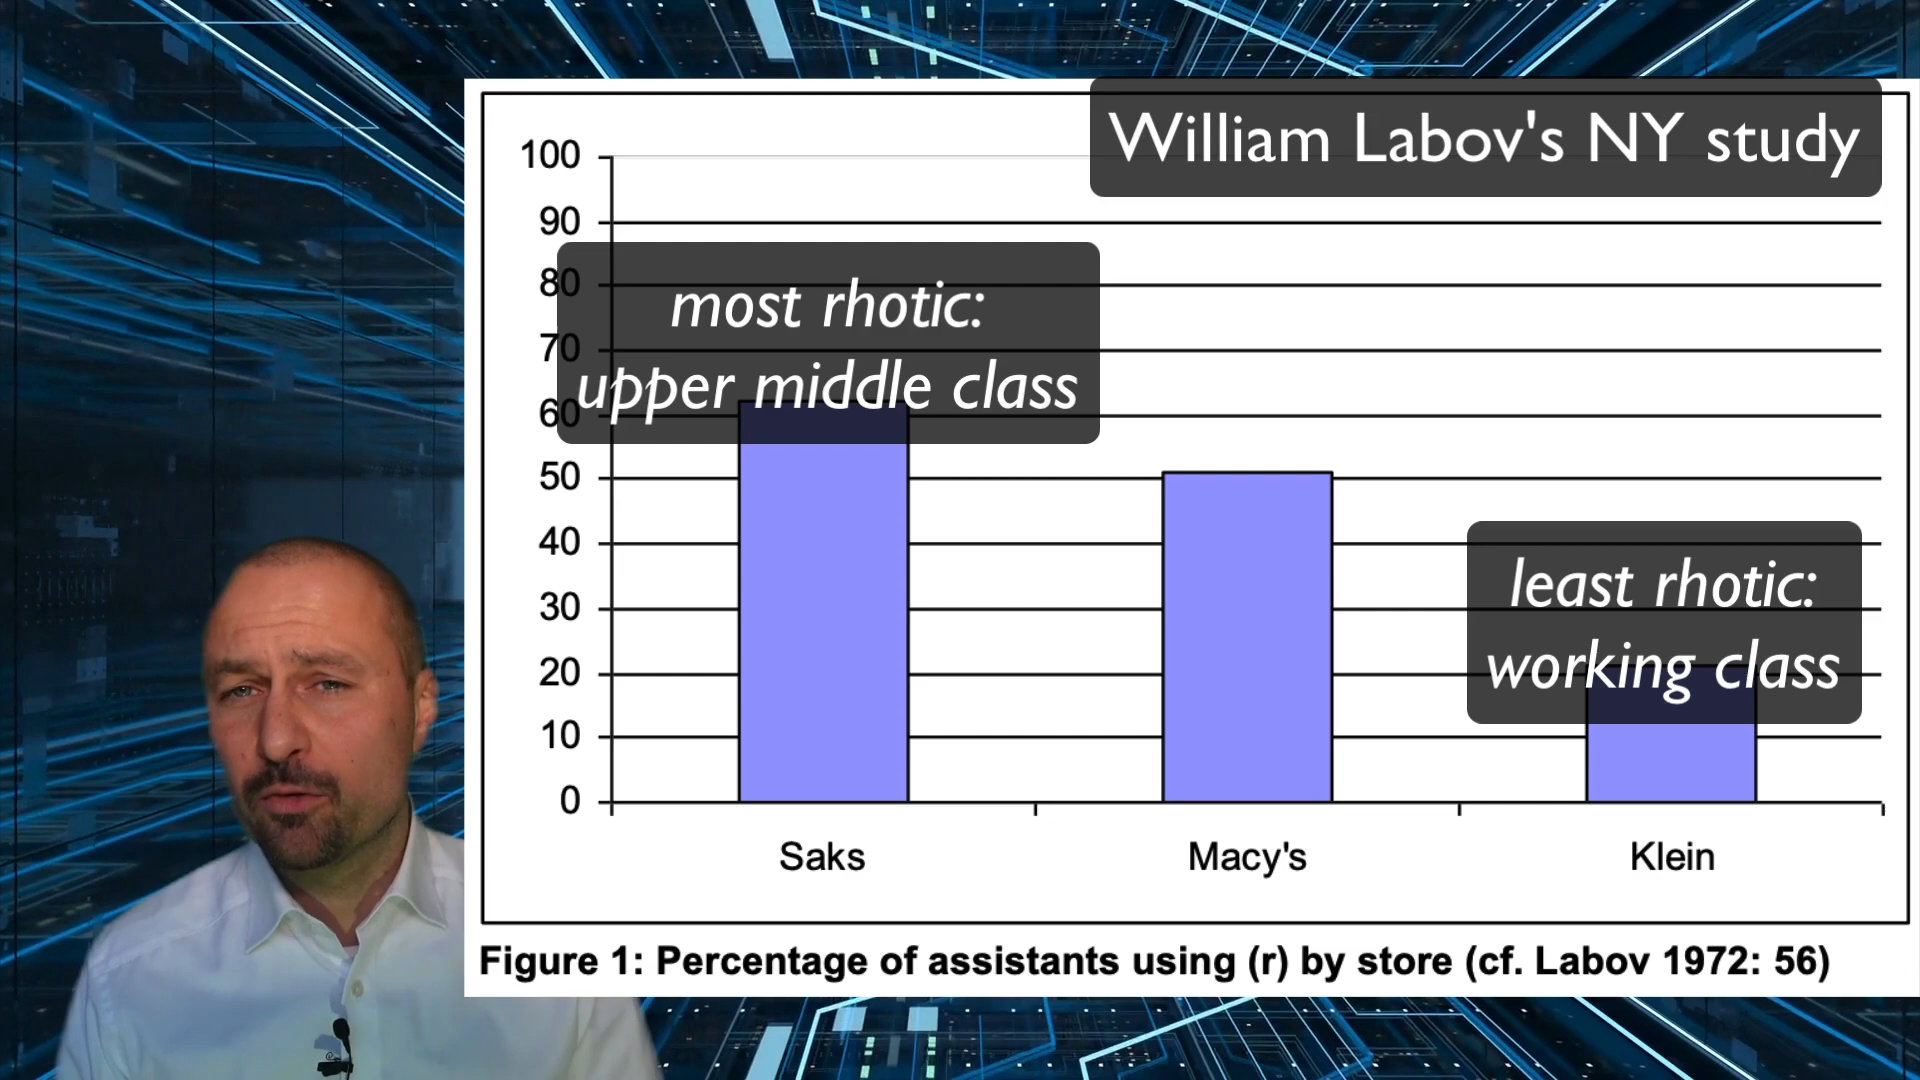 William Labov's NY study
100
90
80
70
60
50
40
30
20
10
0
most rhotic:
upper middle class
least rhotic:
working class
Saks
Macy's
Klein
Figure 1: Percentage of assistants using (r) by store (cf. Labov 1972: 56)